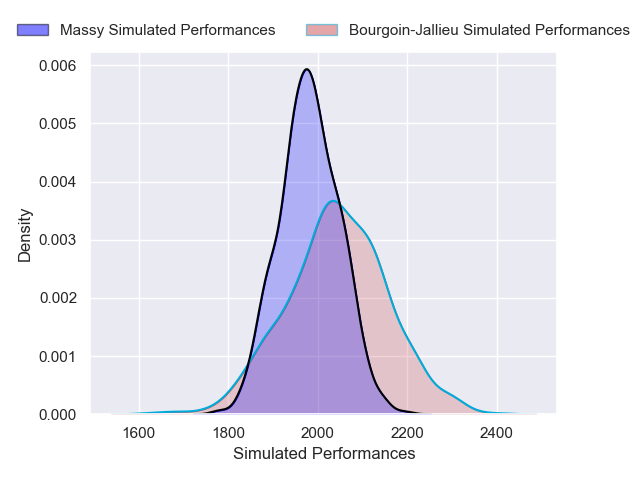 Massy Simulated Performances Bourgoin-Jallieu Simulated Performances
0.006
0.005
0.004
0.003
0.002
0.001
0.000
Density
1600 1800 2000 2200 2400
Simulated Performances